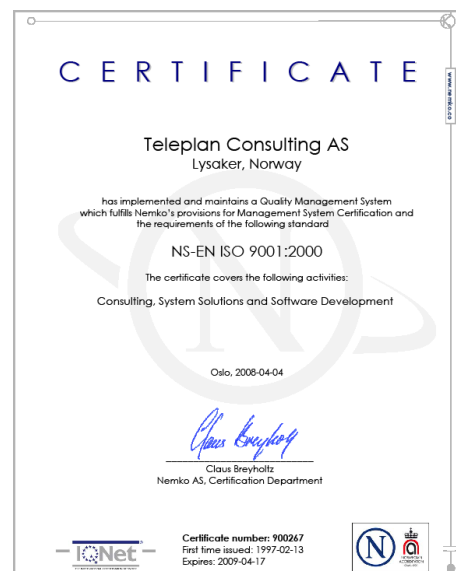 CERTIFICATE
Teleplan Consulting AS
Lysaker, Norway
has implemented and maintains a Quality Management System
which fulfills Nemko's provisions for Management System Certification and
the requirements of the following standard
NS-EN ISO 9001:2000
The certificate covers the following activities:
Consulting, System Solutions and Software Development
Oslo, 2008-04-04
Claus Breyholtz
Claus Breyholtz
Nemko AS, Certification Department
Certificate number: 900267
First time issued: 1997-02-13
Expires: 2009-04-17
IQNet
N
www.nemko.co